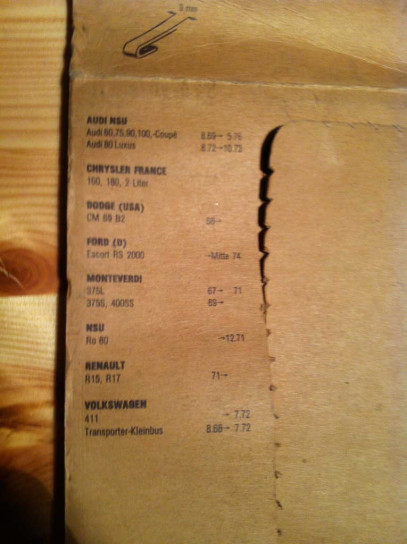 3 mm
AUDI NSU
Audi 60,75,90,100,-Coupé 8.69→ 5.76
Audi 80 Luxus 8.72→10.73
CHRYSLER FRANCE
160, 180, 2 Liter
DODGE (USA)
CM 69 B2 69→
FORD (D)
Escort RS 2000 →Mitte 74
MONTEVERDI
375L 67→ 71
375S, 400SS 69→
NSU
Ro 80 →12.71
RENAULT
R15, R17 71→
VOLKSWAGEN
411 → 7.72
Transporter-Kleinbus 8.68→ 7.72